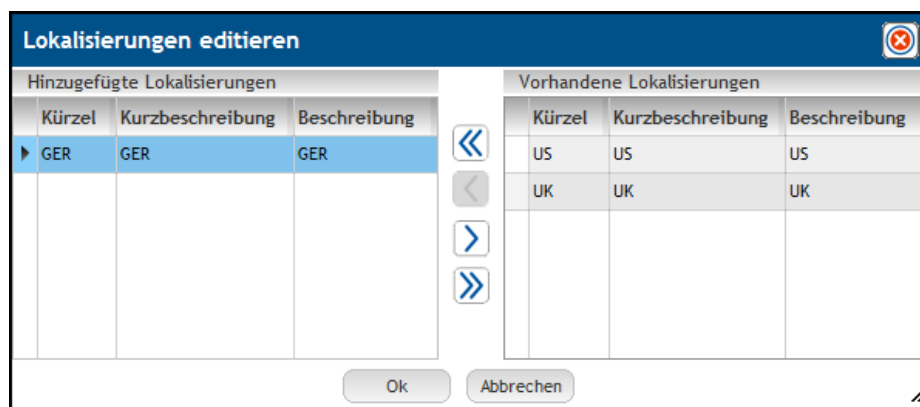 Lokalisierungen editieren
Hinzugefügte Lokalisierungen
Vorhandene Lokalisierungen
Kürzel Kurzbeschreibung Beschreibung
Kürzel Kurzbeschreibung Beschreibung
GER GER GER
US US US
UK UK UK
Ok Abbrechen